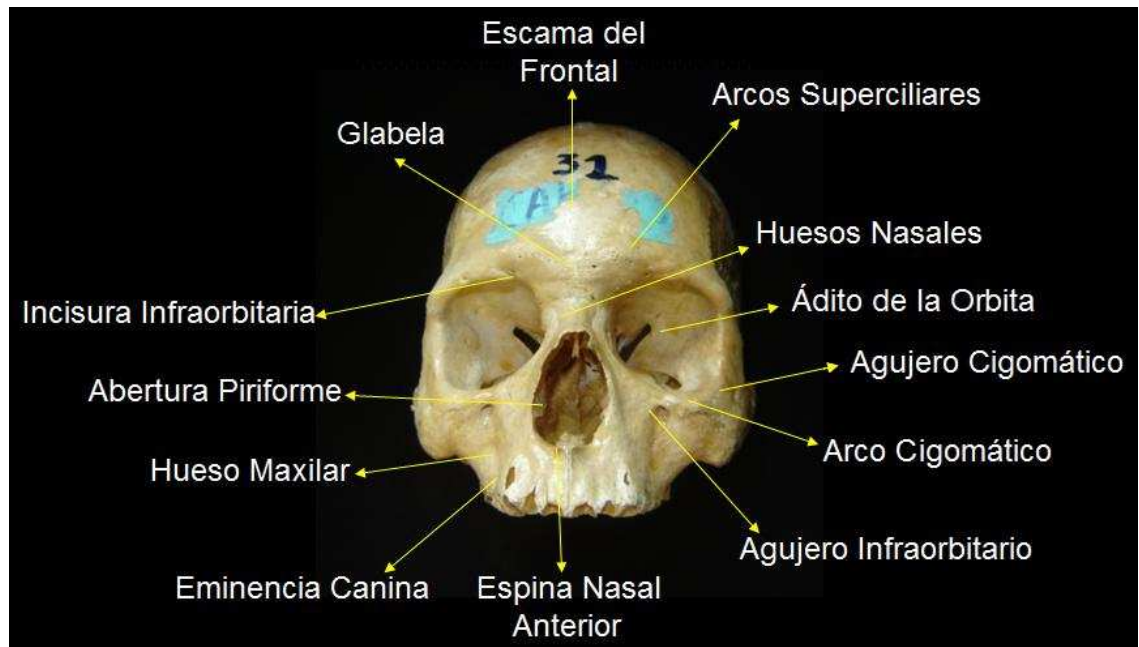 Escama del
Frontal
Arcos Superciliares
Glabela
31
Huesos Nasales
Incisura Infraorbitaria
Ádito de la Orbita
Agujero Cigomático
Abertura Piriforme
Arco Cigomático
Hueso Maxilar
Agujero Infraorbitario
Eminencia Canina
Espina Nasal
Anterior